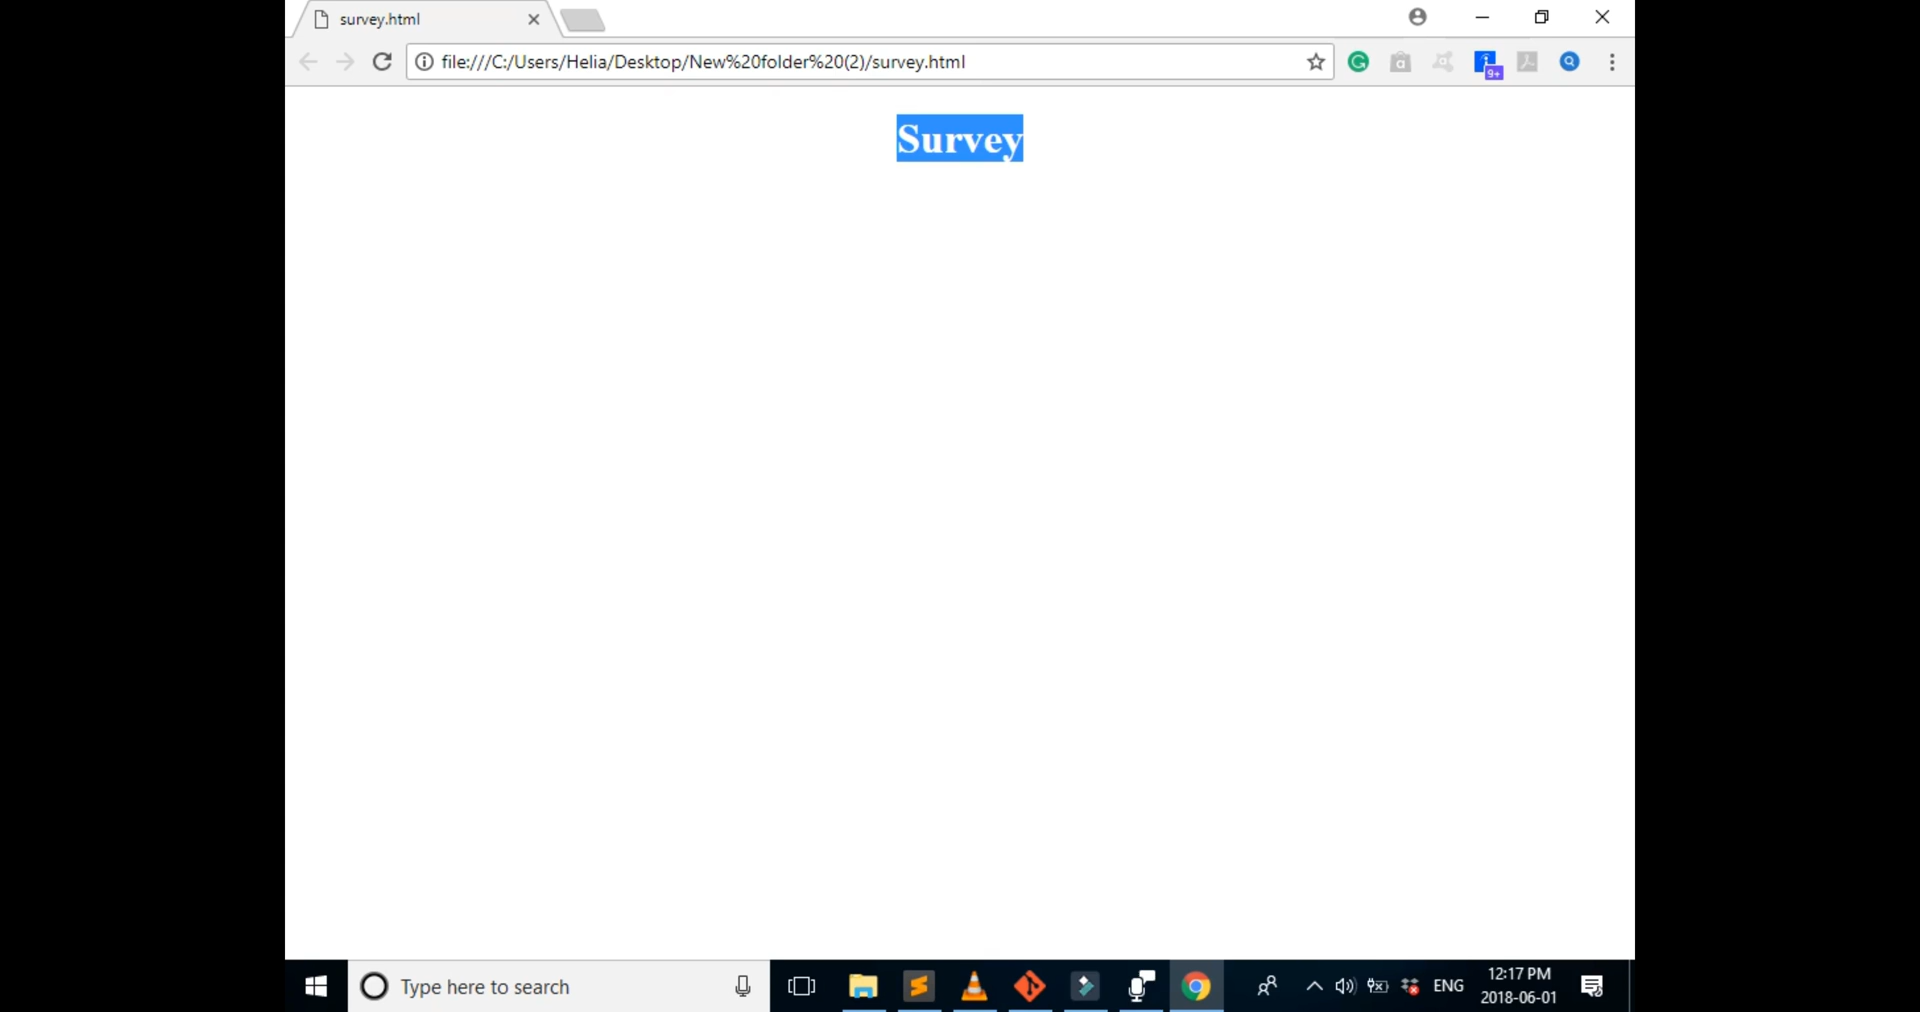 survey.html
file:///C:/Users/Helia/Desktop/New%20folder%20(2)/survey.html
9+
Survey
Type here to search
ENG
12:17 PM
2018-06-01